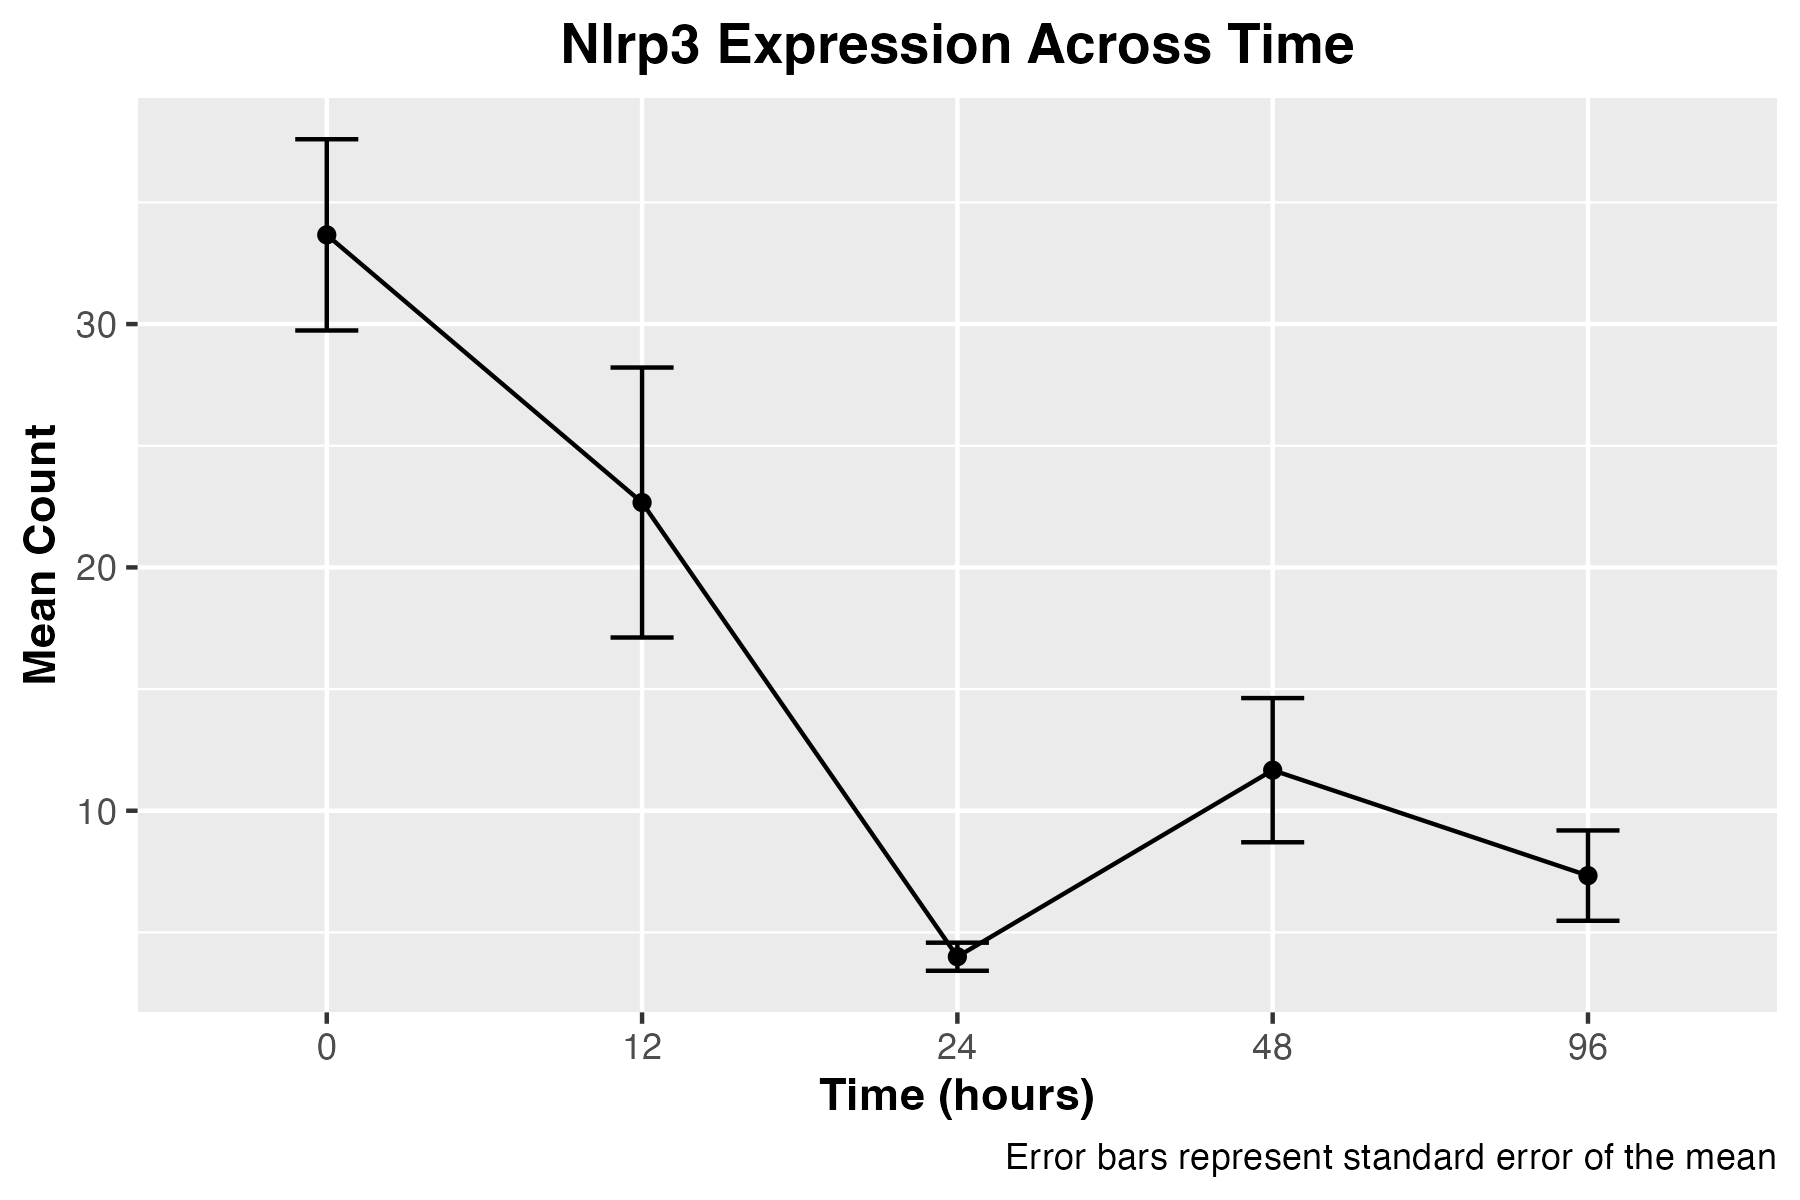 Nlrp3 Expression Across Time
Mean Count
30
20
10
0 12 24 48 96
Time (hours)
Error bars represent standard error of the mean